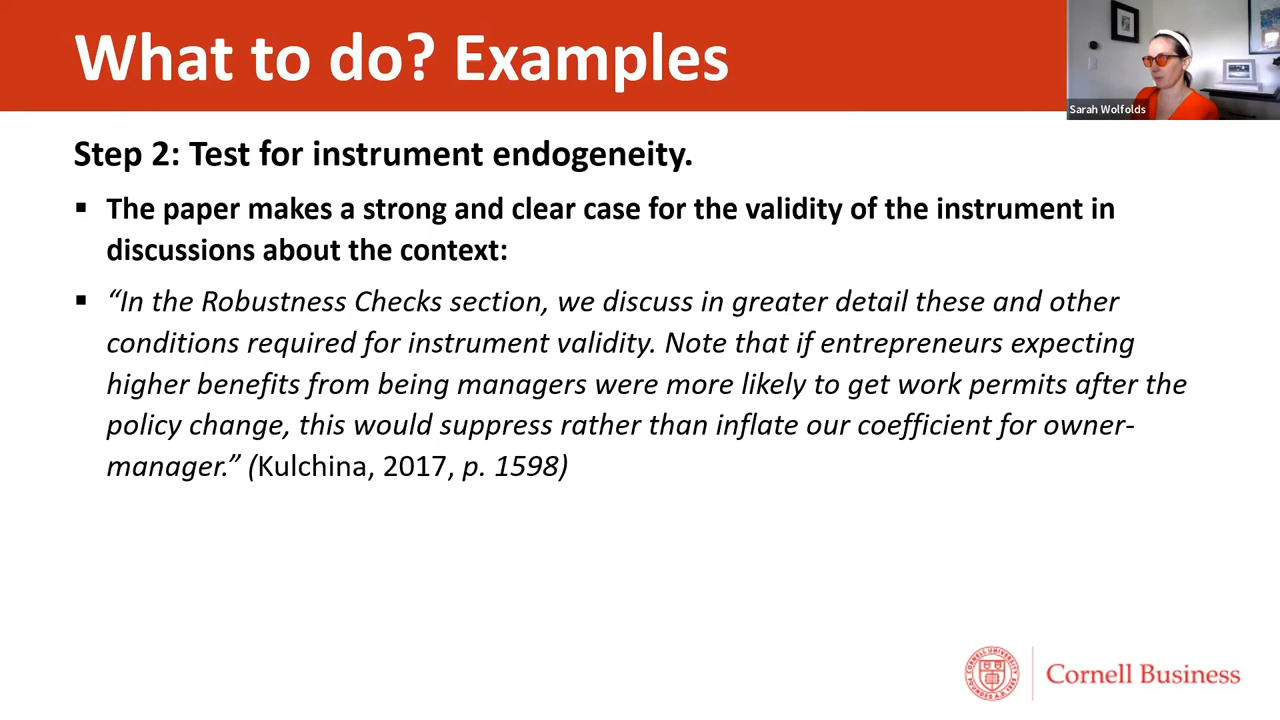 What to do? Examples
Sarah Wolfolds
Step 2: Test for instrument endogeneity.
▪ The paper makes a strong and clear case for the validity of the instrument in
discussions about the context:
▪ “In the Robustness Checks section, we discuss in greater detail these and other
conditions required for instrument validity. Note that if entrepreneurs expecting
higher benefits from being managers were more likely to get work permits after the
policy change, this would suppress rather than inflate our coefficient for owner-
manager.” (Kulchina, 2017, p. 1598)
Cornell Business